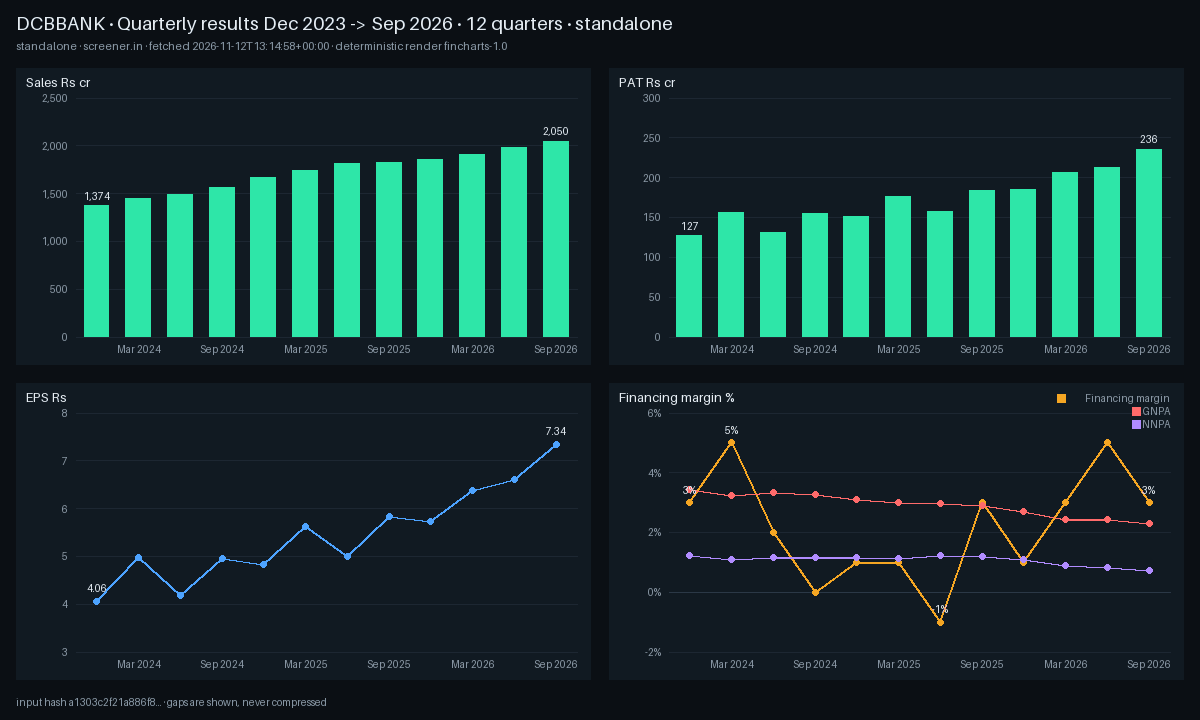 DCBBANK · Quarterly results Dec 2023 -> Sep 2026 · 12 quarters · standalone
standalone · screener.in · fetched 2026-11-12T13:14:58+00:00 · deterministic render fincharts-1.0
Sales Rs cr
2,500
2,000
1,500
1,000
500
0
1,374
2,050
Mar 2024 Sep 2024 Mar 2025 Sep 2025 Mar 2026 Sep 2026
PAT Rs cr
300
250
200
150
100
50
0
127
236
Mar 2024 Sep 2024 Mar 2025 Sep 2025 Mar 2026 Sep 2026
EPS Rs
8
7
6
5
4
3
4.06
7.34
Mar 2024 Sep 2024 Mar 2025 Sep 2025 Mar 2026 Sep 2026
Financing margin %
Financing margin
GNPA
NNPA
6%
4%
2%
0%
-2%
3%
5%
-1%
3%
Mar 2024 Sep 2024 Mar 2025 Sep 2025 Mar 2026 Sep 2026
input hash a1303c2f21a886f8… · gaps are shown, never compressed